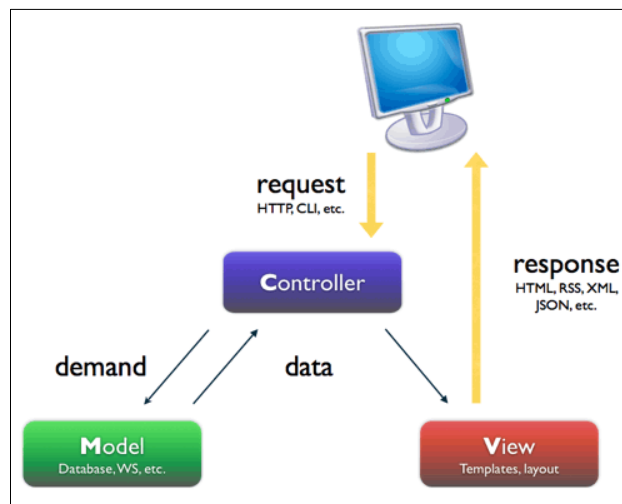 request
HTTP, CLI, etc.
Controller
response
HTML, RSS, XML,
JSON, etc.
demand
data
Model
Database, WS, etc.
View
Templates, layout